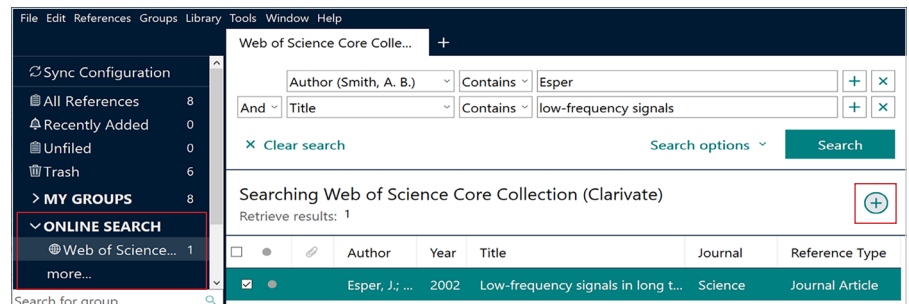 File Edit References Groups Library Tools Window Help
Web of Science Core Colle... +
Sync Configuration
All References 8
Recently Added 0
Unfiled 0
Trash 6
MY GROUPS 8
ONLINE SEARCH
Web of Science... 1
more...
Search for group
Author (Smith, A. B.) Contains Esper
And Title Contains low-frequency signals
Clear search Search options Search
Searching Web of Science Core Collection (Clarivate)
Retrieve results: 1
Author Year Title Journal Reference Type
Esper, J.; ... 2002 Low-frequency signals in long t... Science Journal Article